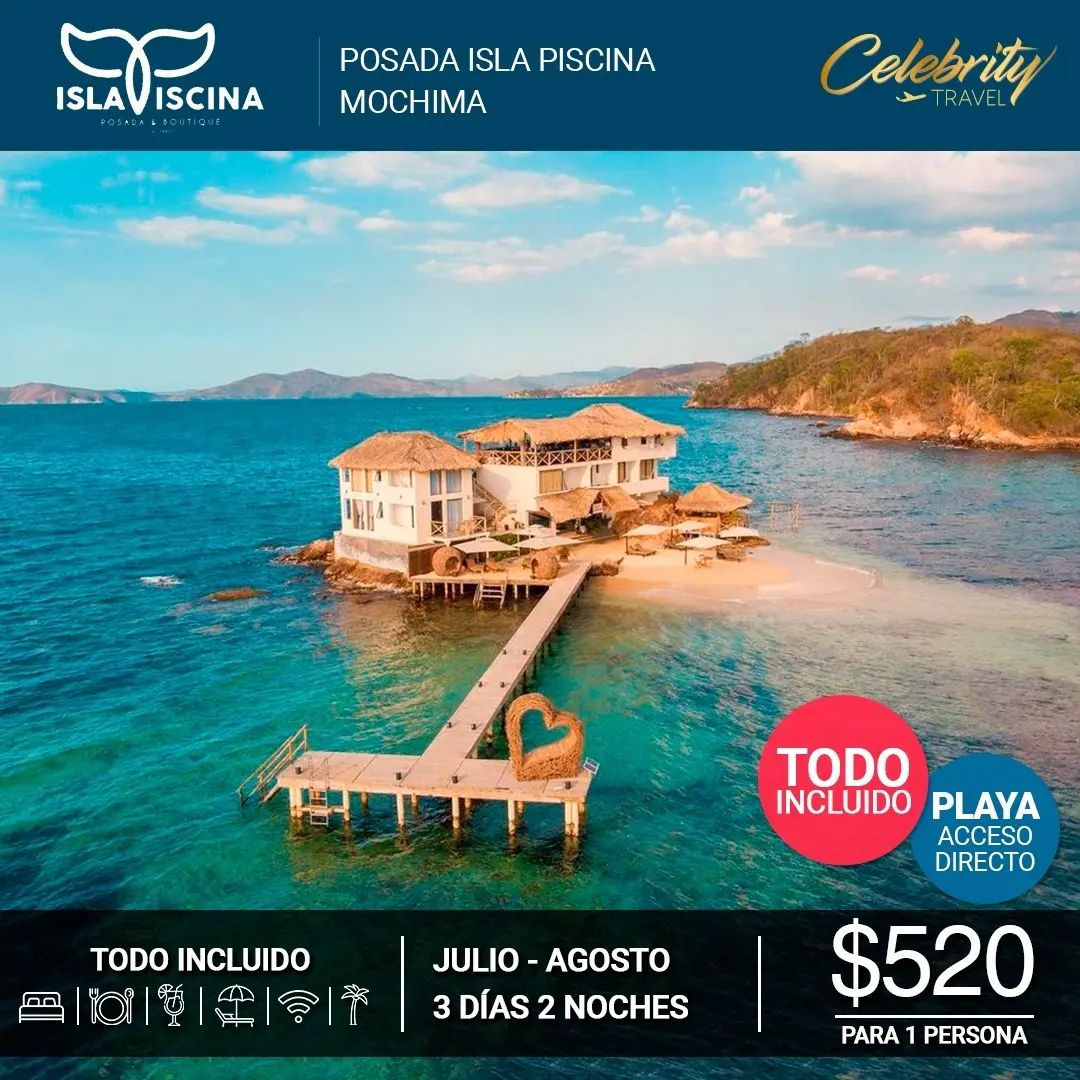 ISLA PISCINA
POSADA & BOUTIQUE
POSADA ISLA PISCINA
MOCHIMA
Celebrity
TRAVEL
TODO
INCLUIDO
PLAYA
ACCESO
DIRECTO
TODO INCLUIDO
JULIO - AGOSTO
3 DÍAS 2 NOCHES
$520
PARA 1 PERSONA